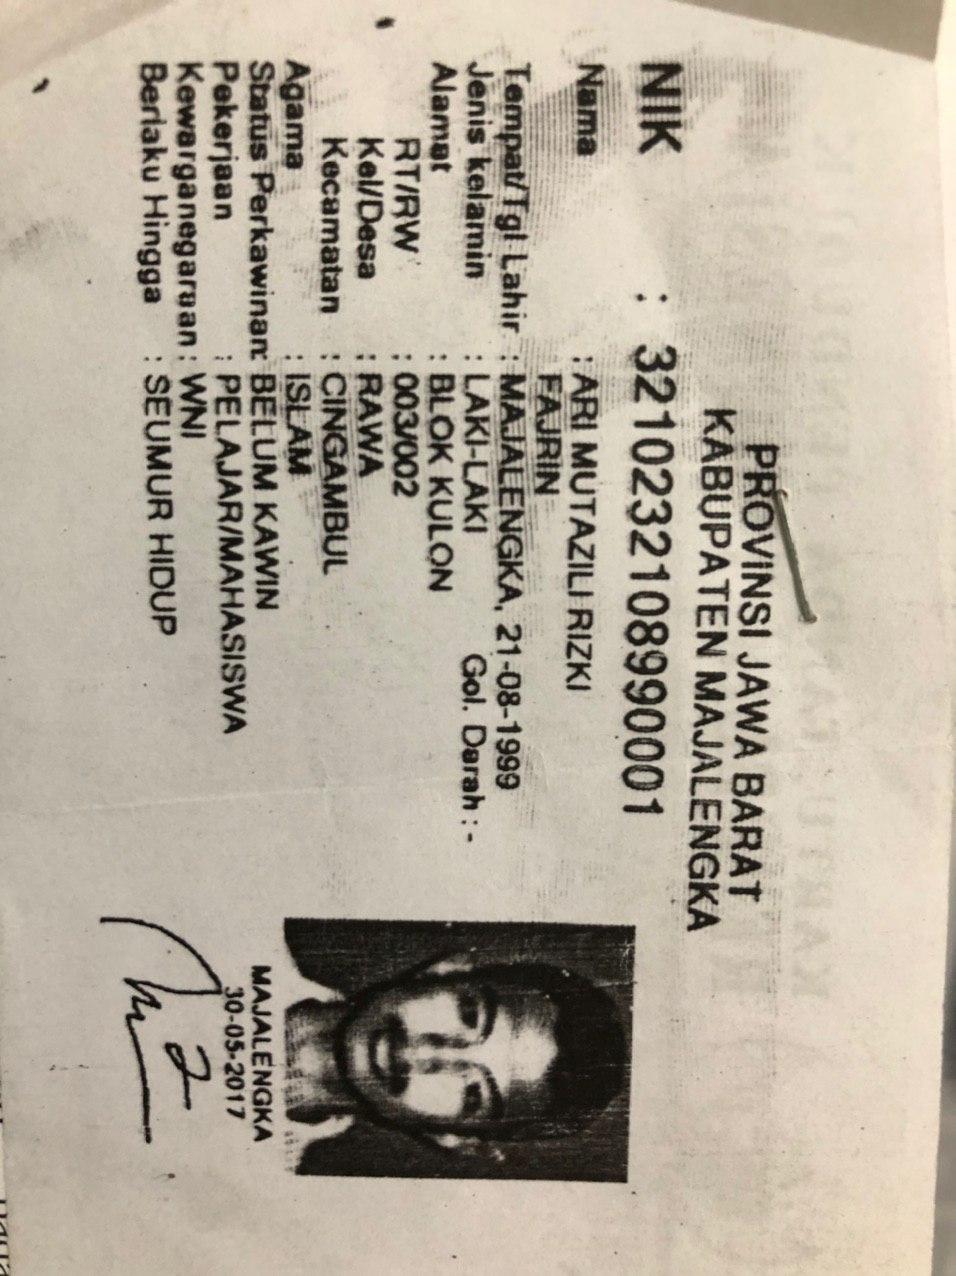 PROVINSI JAWA BARAT
KABUPATEN MAJALENGKA
NIK : 3210232108990001
Nama : ARI MUTAZILI RIZKI
FAJRIN
Tempat/Tgl Lahir : MAJALENGKA, 21-08-1999
Jenis kelamin : LAKI-LAKI Gol. Darah : -
Alamat : BLOK KULON
RT/RW : 003/002
Kel/Desa : RAWA
Kecamatan : CINGAMBUL
Agama : ISLAM
Status Perkawinan: BELUM KAWIN
Pekerjaan : PELAJAR/MAHASISWA
Kewarganegaraan : WNI
Berlaku Hingga : SEUMUR HIDUP
MAJALENGKA
30-05-2017